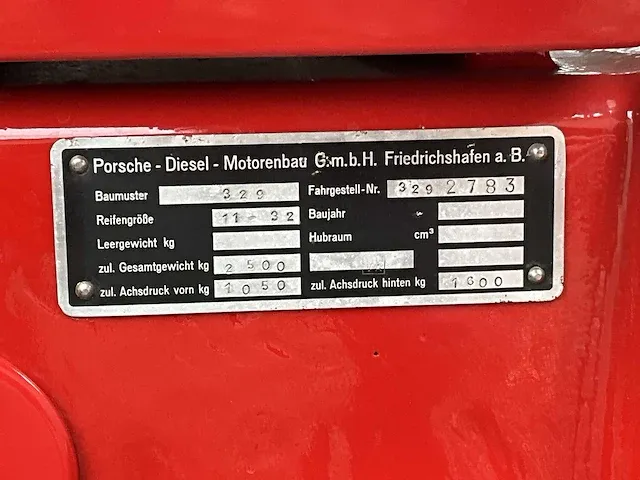 Porsche - Diesel - Motorenbau G.m.b.H. Friedrichshafen a. B.
Baumuster 329 Fahrgestell-Nr. 329 2783
Reifengröße 11-32 Baujahr
Leergewicht kg Hubraum cm³
zul. Gesamtgewicht kg 2500
zul. Achsdruck vorn kg 1050 zul. Achsdruck hinten kg 1600